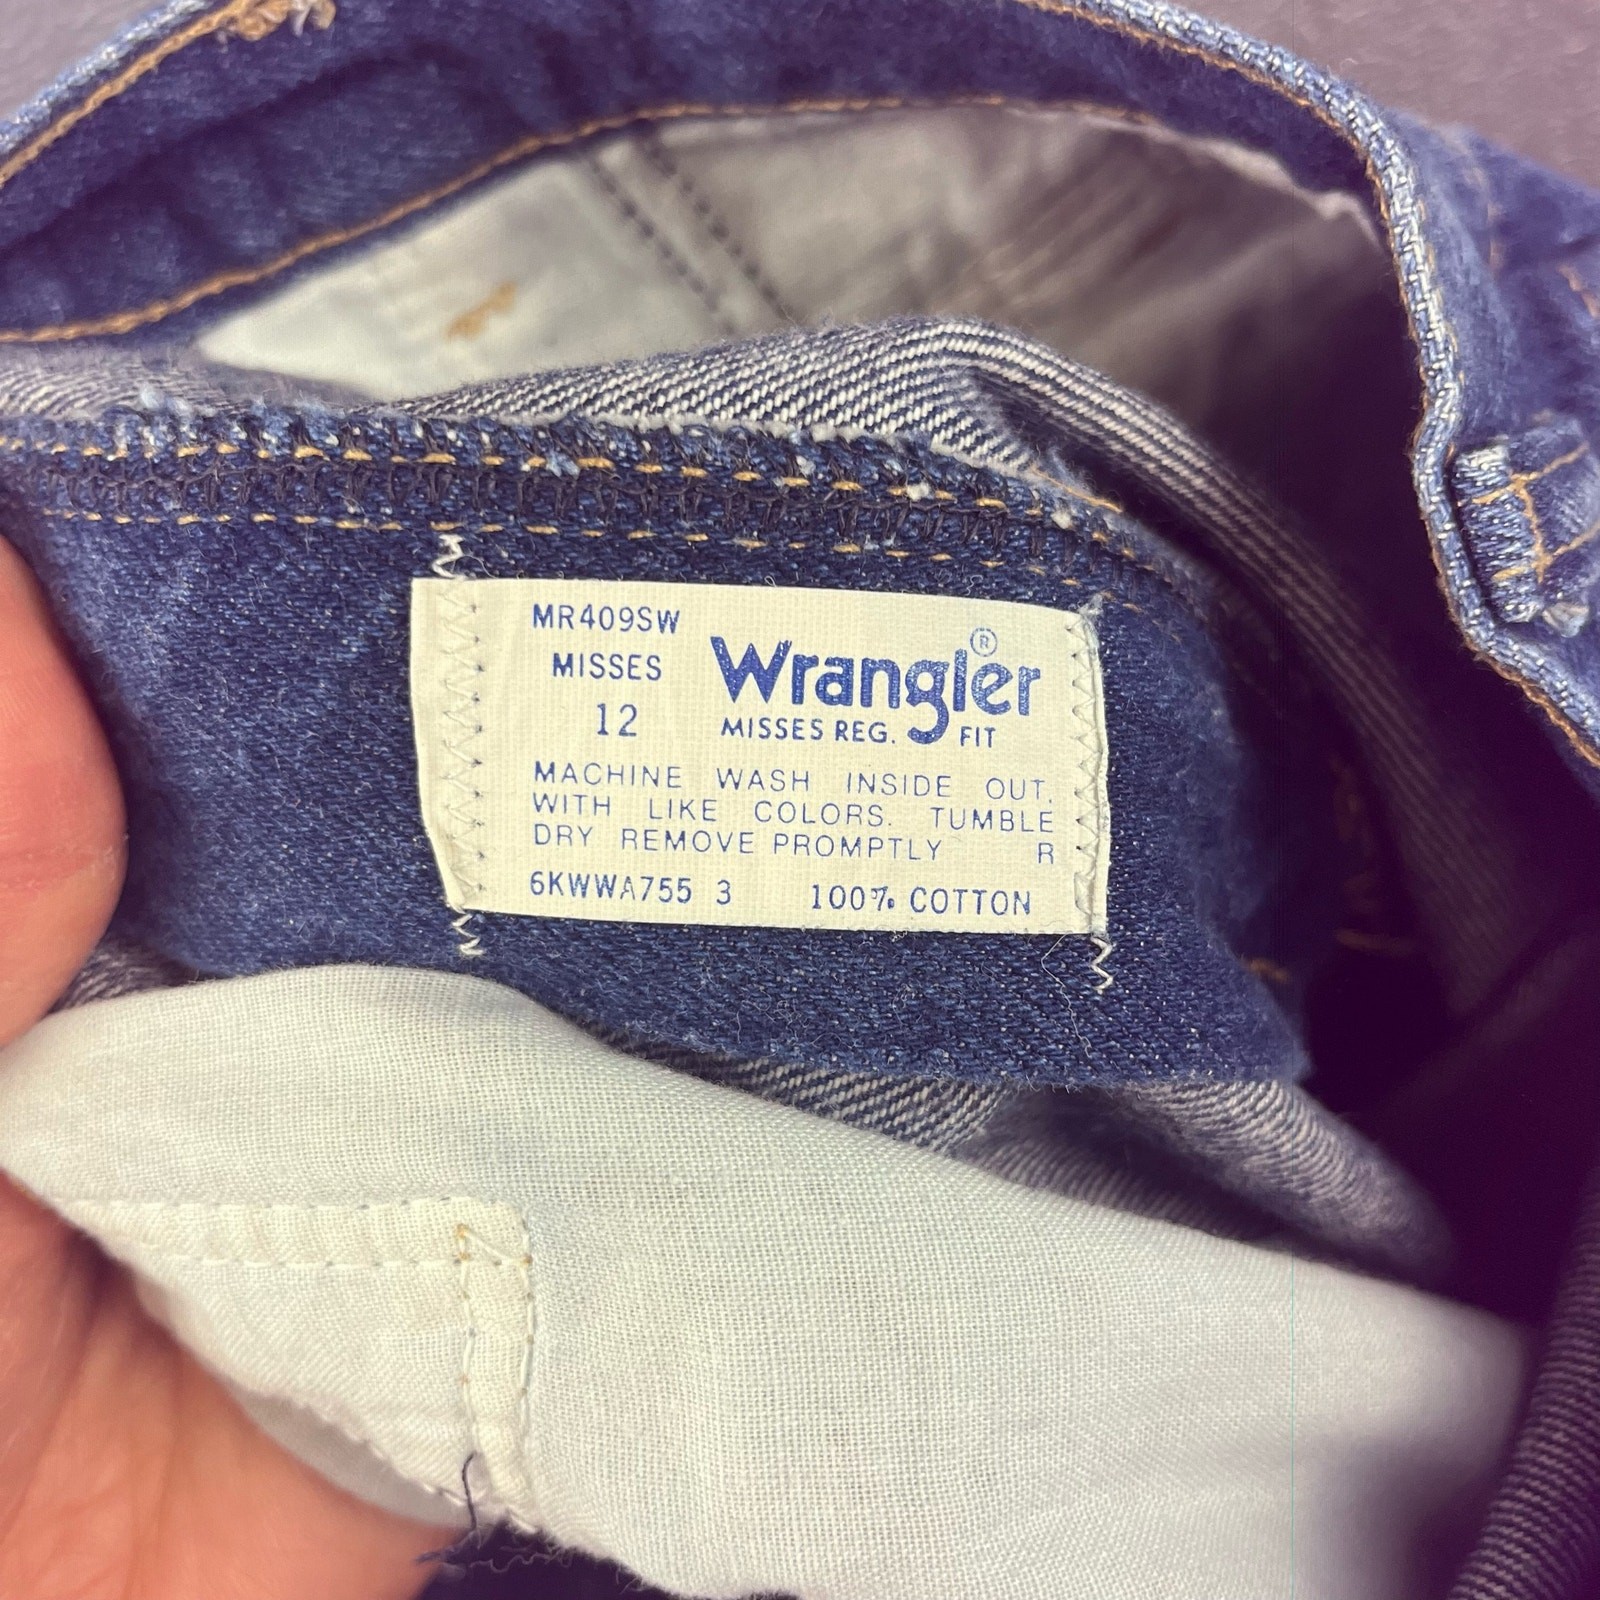 MR409SW
MISSES
12
Wrangler®
MISSES REG. FIT
MACHINE WASH INSIDE OUT.
WITH LIKE COLORS. TUMBLE
DRY REMOVE PROMPTLY R
6KWWA755 3 100% COTTON